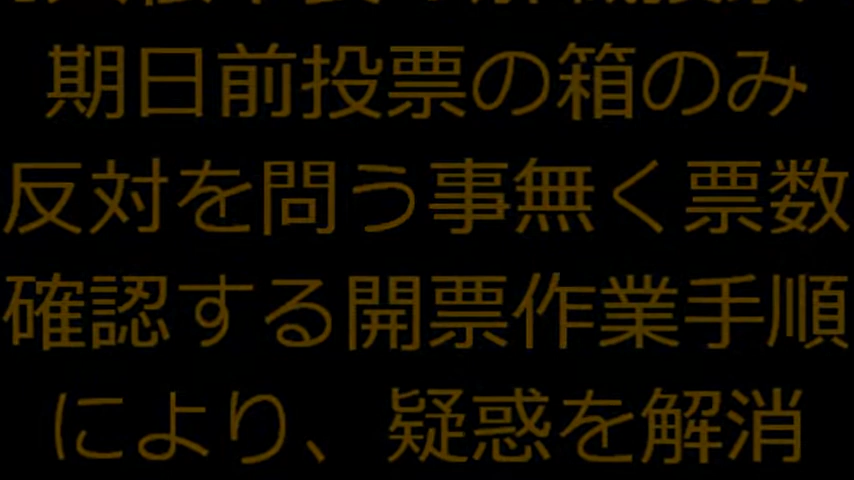 期日前投票の箱のみ
反対を問う事無く票数
確認する開票作業手順
により、疑惑を解消